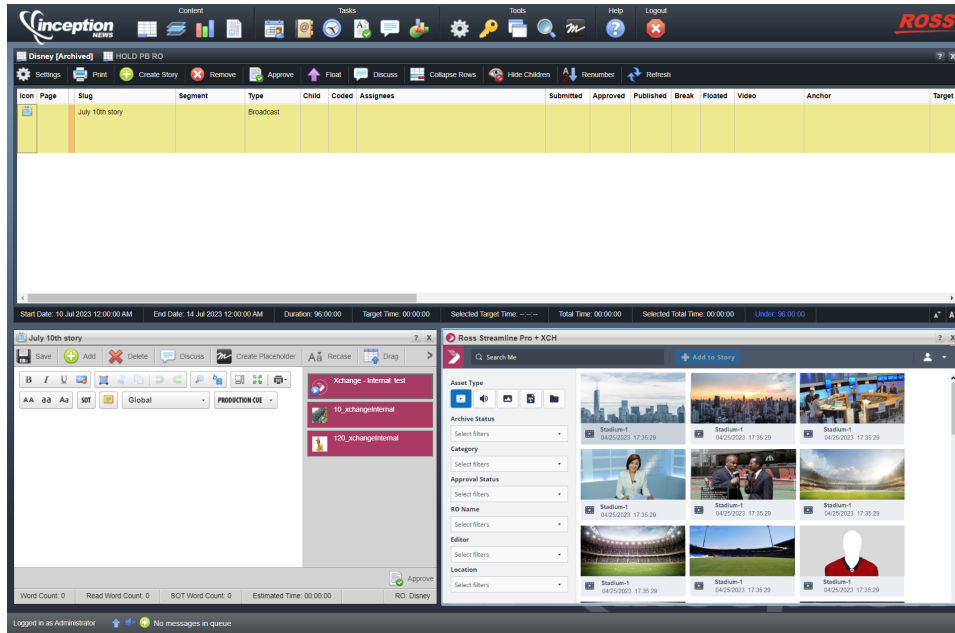 Content
Tasks
Tools
Help
Logout
inception
NEWS
ROSS
Disney [Archived]
HOLD PB RO
? X
Settings
Print
Create Story
Remove
Approve
Float
Discuss
Collapse Rows
Hide Children
Renumber
Refresh
Icon Page Slug Segment Type Child Coded Assignees Submitted Approved Published Break Floated Video Anchor Target
July 10th story Broadcast
Start Date: 10 Jul 2023 12:00:00 AM End Date: 14 Jul 2023 12:00:00 AM Duration: 96:00:00 Target Time: 00:00:00 Selected Target Time: --:--:-- Total Time: 00:00:00 Selected Total Time: 00:00:00 Under: 96:00:00
July 10th story
? X
Save Add Delete Discuss Create Placeholder Aä Recase Drag >
B I U
AA aa Aa SOT Global PRODUCTION CUE
Xchange - Internal: test
10_xchangeInternal
120_xchangeInternal
Approve
Word Count: 0 Read Word Count: 0 SOT Word Count: 0 Estimated Time: 00:00:00 RO: Disney
Ross Streamline Pro + XCH
? X
Search Me
Add to Story
Asset Type
Archive Status
Select filters
Category
Select filters
Approval Status
Select filters
RO Name
Select filters
Editor
Select filters
Location
Select filters
Stadium-1
04/25/2023 17:35:29
Stadium-1
04/25/2023 17:35:29
Stadium-1
04/25/2023 17:35:29
Stadium-1
04/25/2023 17:35:29
Stadium-1
04/25/2023 17:35:29
Stadium-1
04/25/2023 17:35:29
Stadium-1
04/25/2023 17:35:29
Stadium-1
04/25/2023 17:35:29
Stadium-1
04/25/2023 17:35:29
Logged in as Administrator
No messages in queue